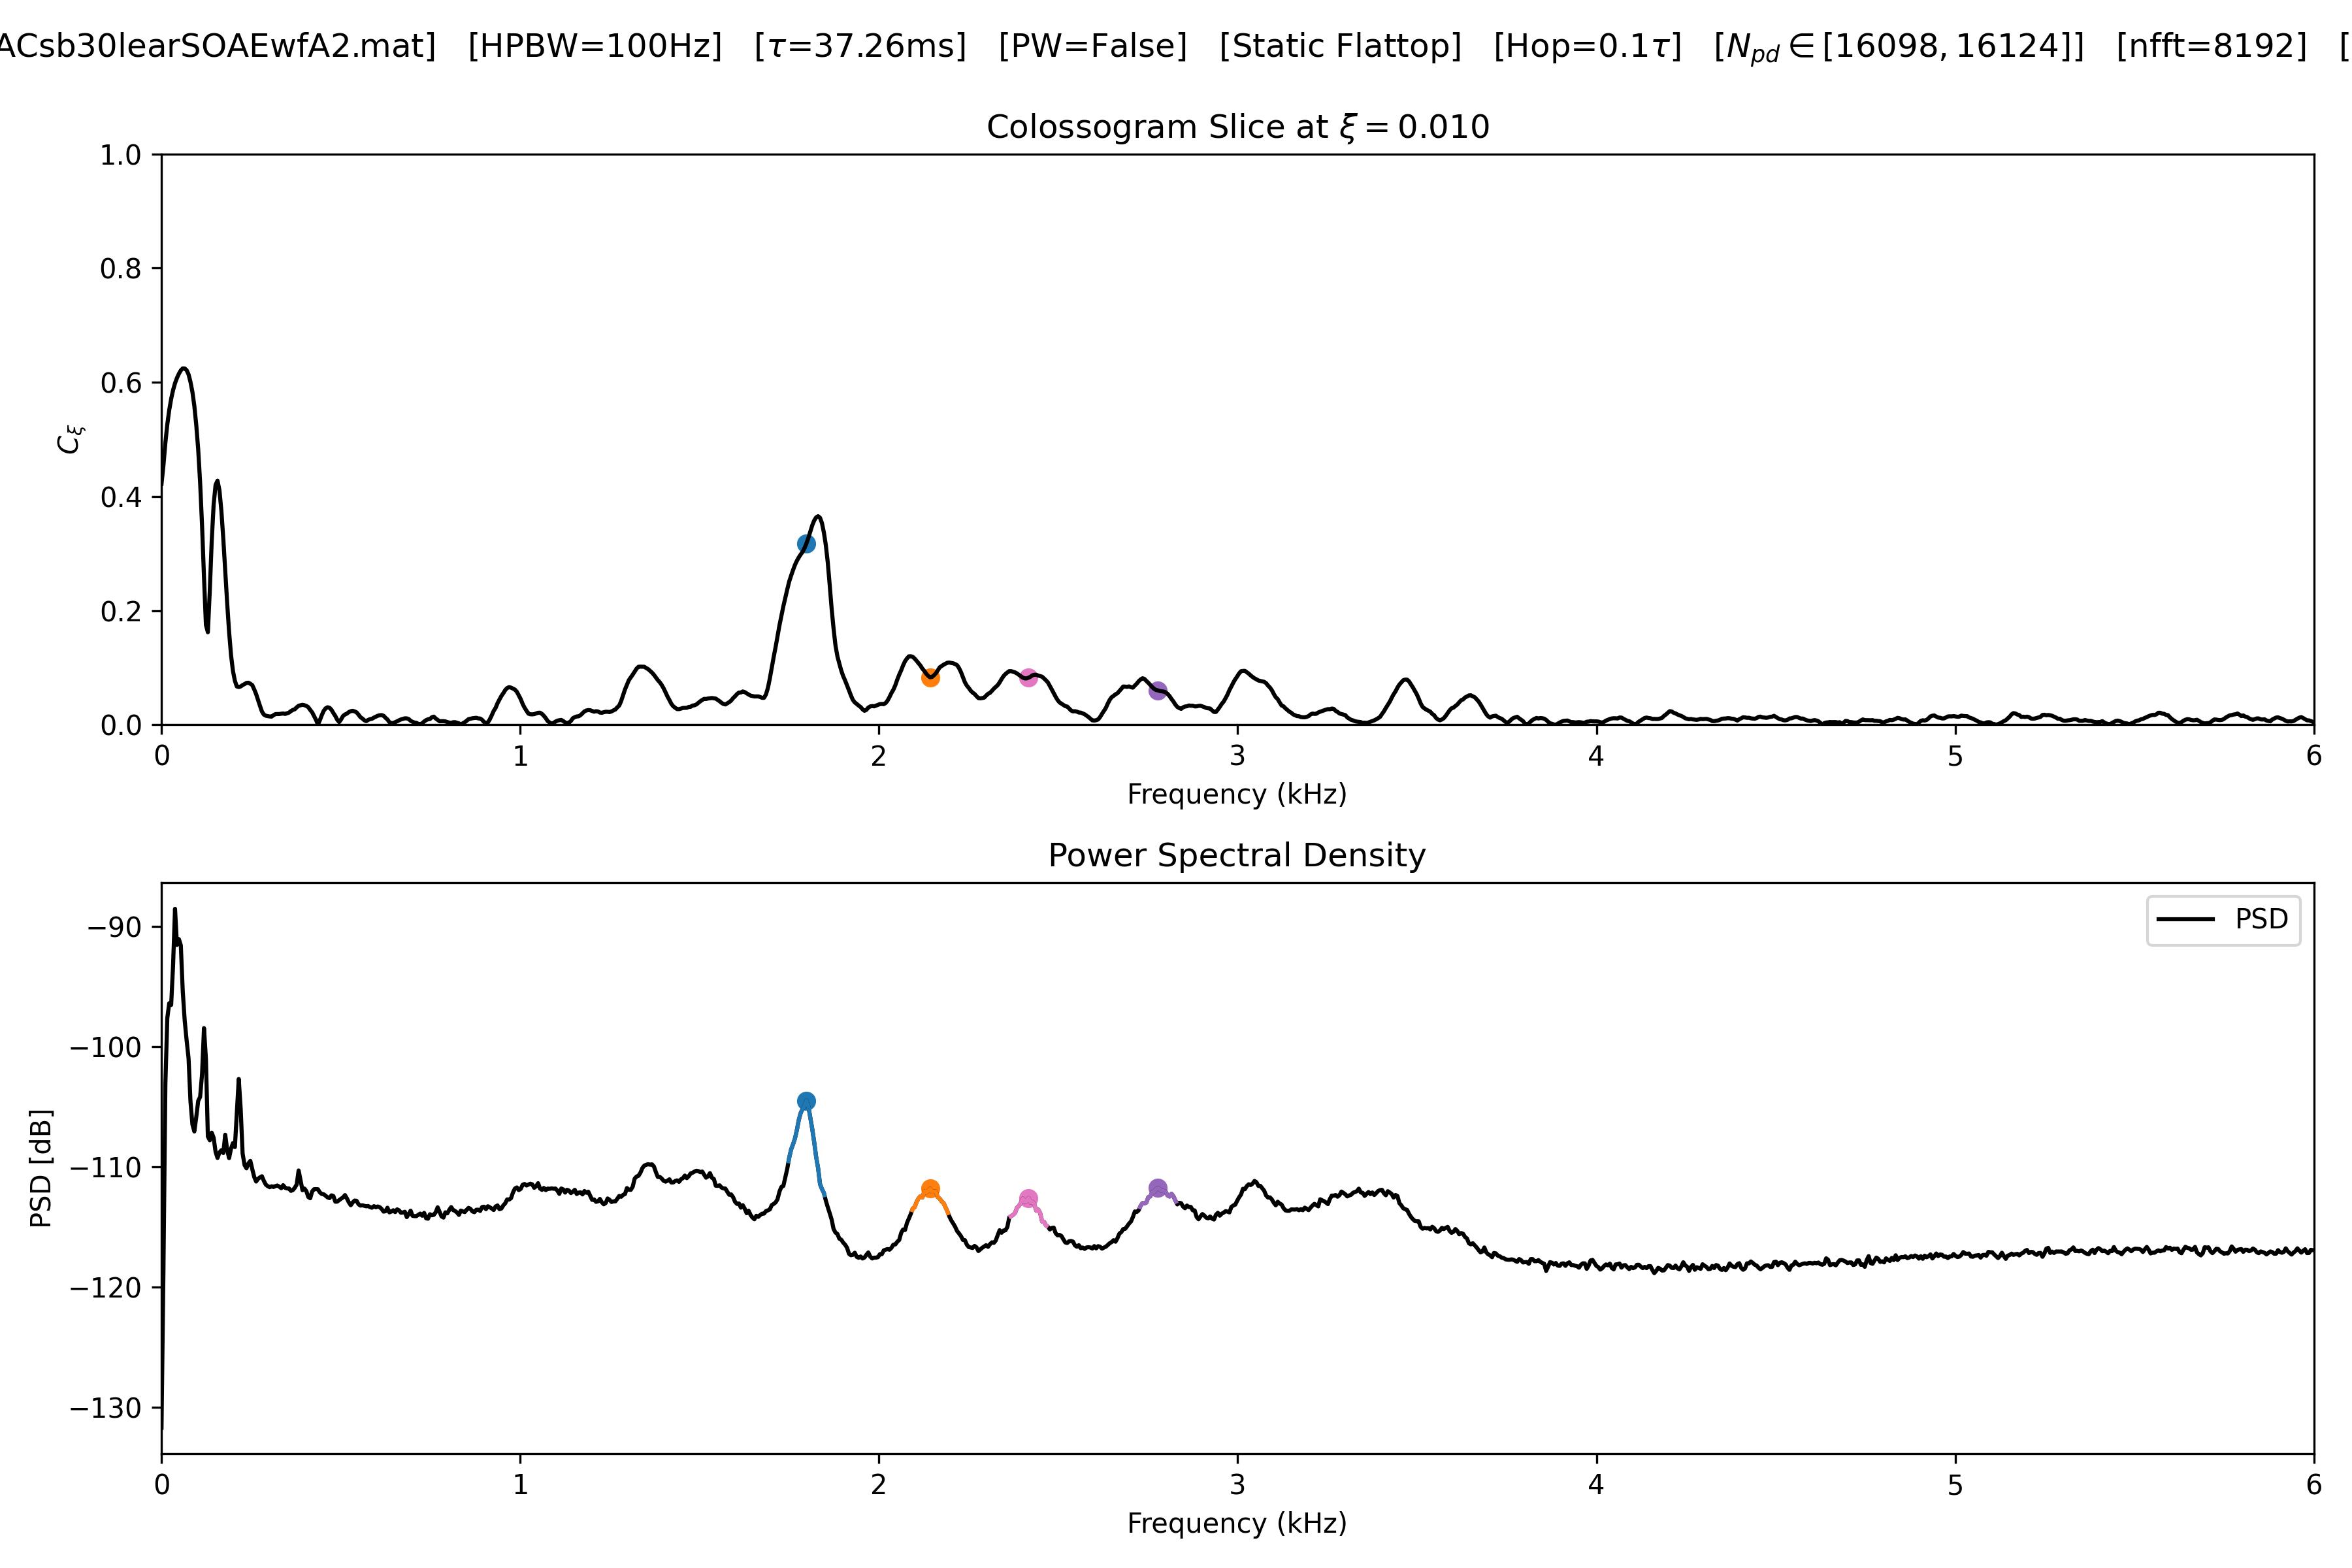 ACsb30learSOAEwfA2.mat] [HPBW=100Hz] [τ=37.26ms] [PW=False] [Static Flattop] [Hop=0.1τ] [N_pd ∈ [16098, 16124]] [nfft=8192] [
Colossogram Slice at ξ = 0.010
1.0
0.8
0.6
0.4
0.2
0.0
C_ξ
0 1 2 3 4 5 6
Frequency (kHz)
Power Spectral Density
PSD
−90
−100
−110
−120
−130
PSD [dB]
0 1 2 3 4 5 6
Frequency (kHz)